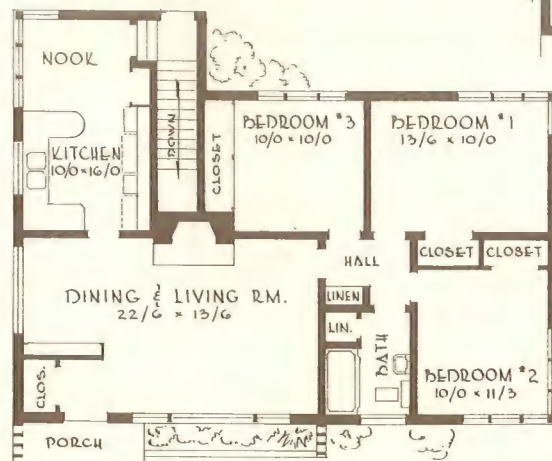 NOOK
KITCHEN
10/0 × 16/0
DOWN
CLOSET
BEDROOM #3
10/0 × 10/0
BEDROOM #1
13/6 × 10/0
CLOSET
CLOSET
HALL
LINEN
LIN.
DINING & LIVING RM.
22/6 × 13/6
BATH
BEDROOM #2
10/0 × 11/3
CLOS.
PORCH